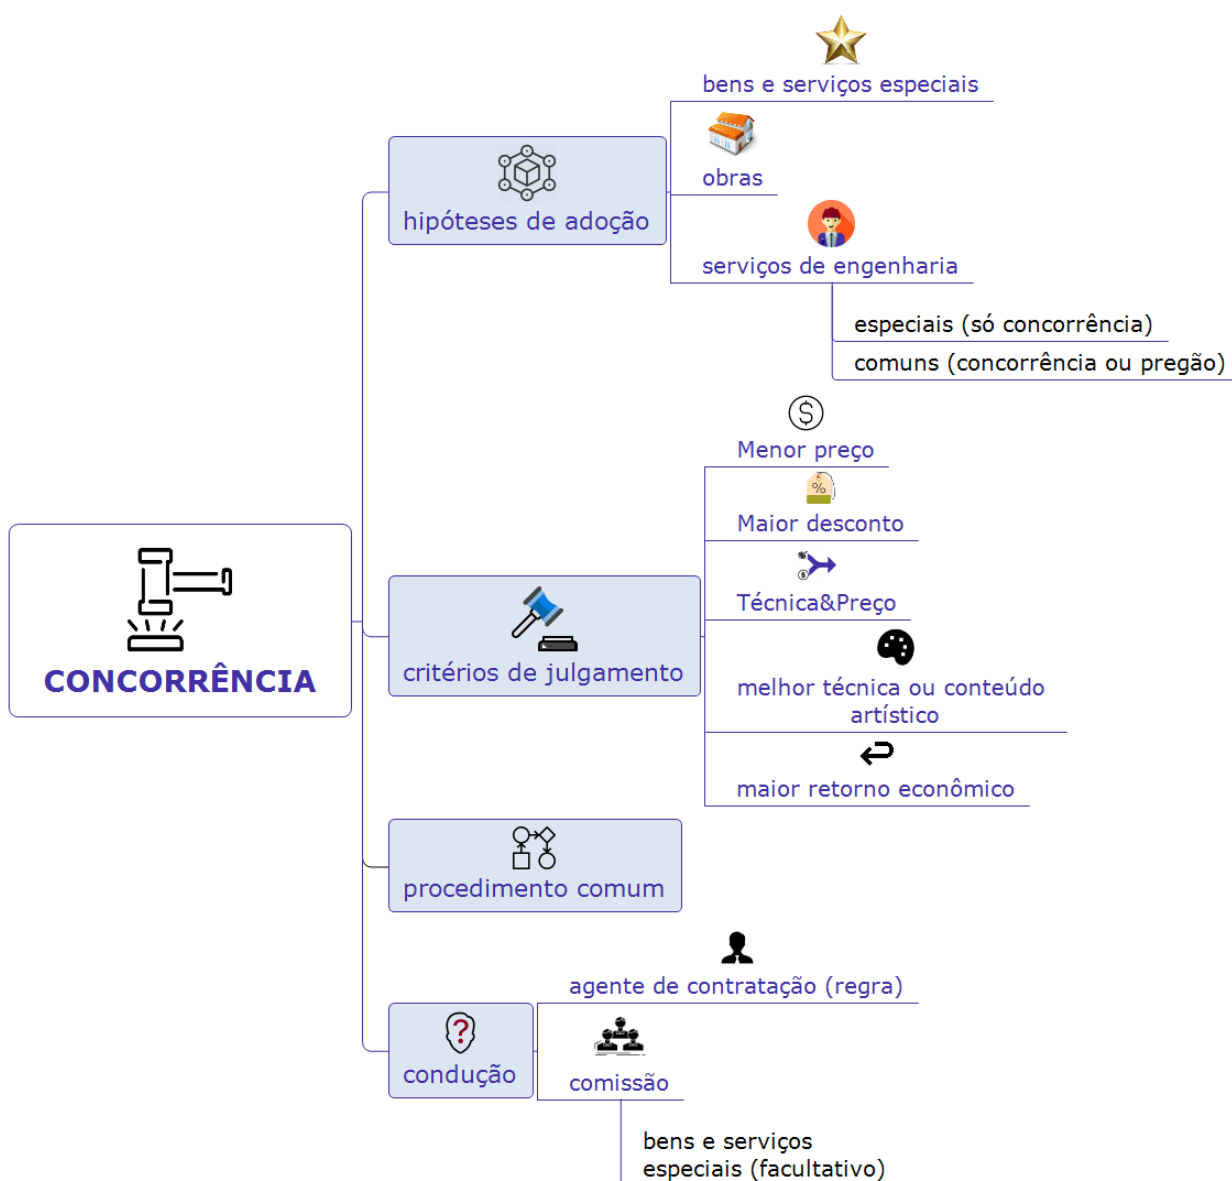 bens e serviços especiais
obras
hipóteses de adoção
serviços de engenharia
especiais (só concorrência)
comuns (concorrência ou pregão)
$
Menor preço
%
Maior desconto
Técnica&Preço
CONCORRÊNCIA
critérios de julgamento
melhor técnica ou conteúdo
artístico
maior retorno econômico
procedimento comum
agente de contratação (regra)
?
condução
comissão
bens e serviços
especiais (facultativo)